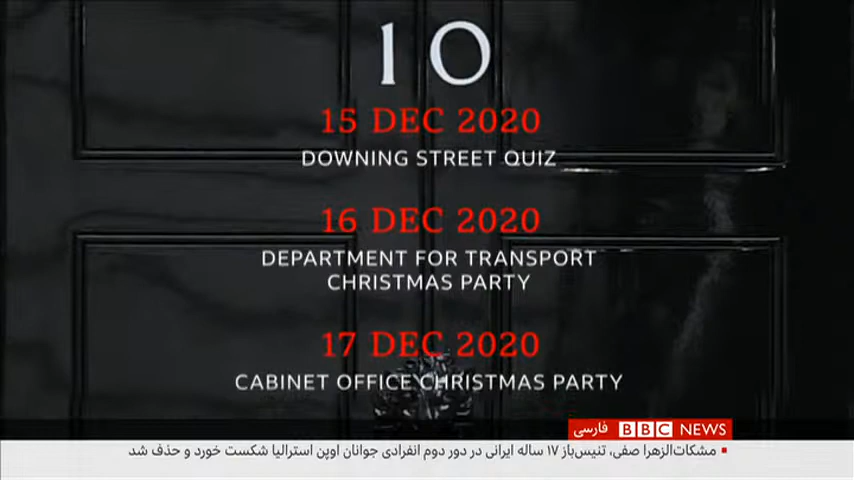 10
15 DEC 2020
DOWNING STREET QUIZ
16 DEC 2020
DEPARTMENT FOR TRANSPORT
CHRISTMAS PARTY
17 DEC 2020
CABINET OFFICE CHRISTMAS PARTY
BBC NEWS فارسی
مشکات‌الزهرا صفی، تنیس‌باز ۱۷ ساله ایرانی در دور دوم انفرادی جوانان اوپن استرالیا شکست خورد و حذف شد